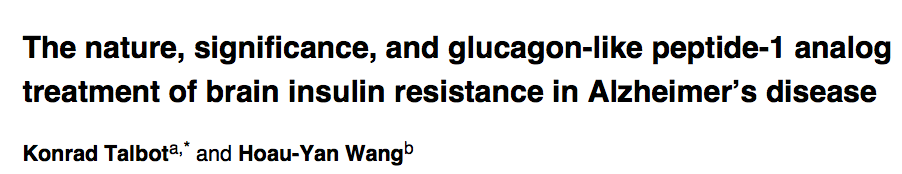 The nature, significance, and glucagon-like peptide-1 analog
treatment of brain insulin resistance in Alzheimer’s disease
Konrad Talbota,* and Hoau-Yan Wangb